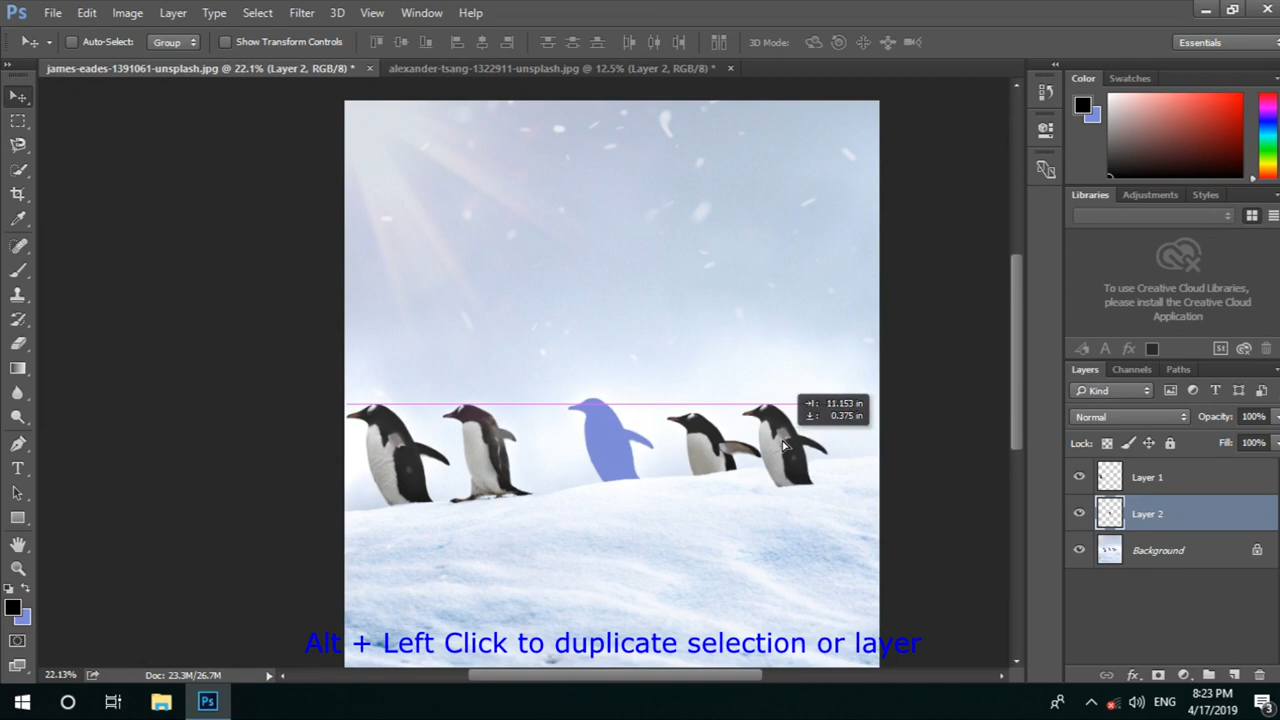 Ps File Edit Image Layer Type Select Filter 3D View Window Help
Auto-Select: Group Show Transform Controls 3D Mode: Essentials
james-eades-1391061-unsplash.jpg @ 22.1% (Layer 2, RGB/8) * × alexander-tsang-1322911-unsplash.jpg @ 12.5% (Layer 2, RGB/8) * ×
Color Swatches
Libraries Adjustments Styles
To use Creative Cloud Libraries,
please install the Creative Cloud
Application
St
Layers Channels Paths
Kind
Normal Opacity: 100%
Lock: Fill: 100%
11.153 in
0.375 in
Layer 1
Layer 2
Background
Alt + Left Click to duplicate selection or layer
22.13% Doc: 23.3M/26.7M fx
Ps ENG 8:23 PM
4/17/2019 3